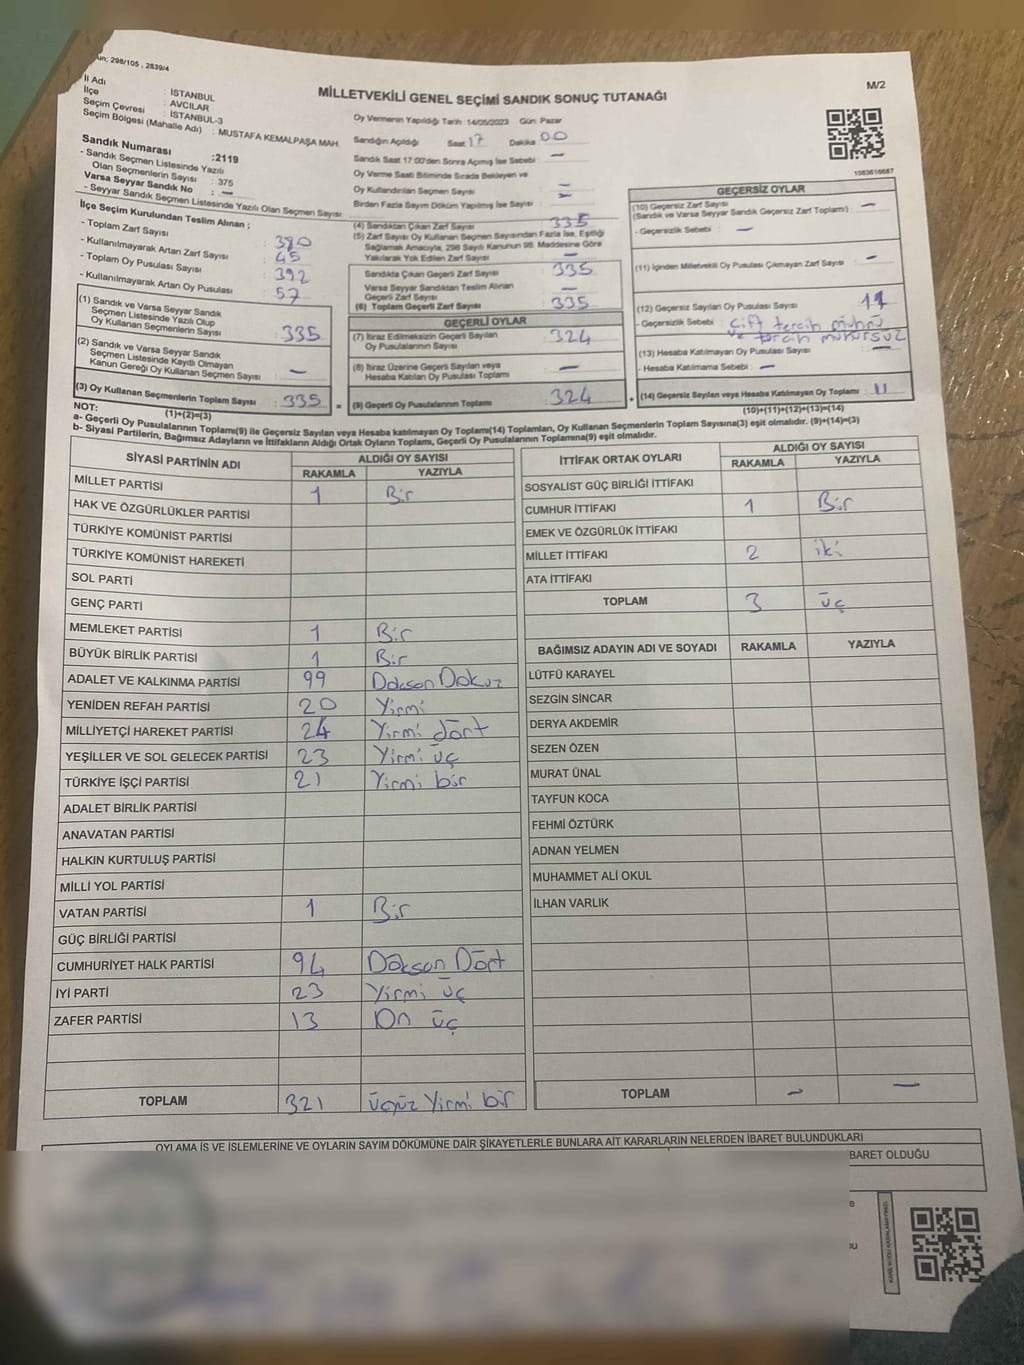 un; 298/105 , 2839/4
M/2
MİLLETVEKİLİ GENEL SEÇİMİ SANDIK SONUÇ TUTANAĞI
İl Adı : İSTANBUL
İlçe : AVCILAR
Seçim Çevresi : İSTANBUL-3
Seçim Bölgesi (Mahalle Adı) : MUSTAFA KEMALPAŞA MAH.
Sandık Numarası :2119
- Sandık Seçmen Listesinde Yazılı
Olan Seçmenlerin Sayısı : 375
Varsa Seyyar Sandık No : –
- Seyyar Sandık Seçmen Listesinde Yazılı Olan Seçmen Sayısı:
İlçe Seçim Kurulundan Teslim Alınan ;
- Toplam Zarf Sayısı : 380
- Kullanılmayarak Artan Zarf Sayısı : 45
- Toplam Oy Pusulası Sayısı : 392
- Kullanılmayarak Artan Oy Pusulası : 57
(1) Sandık ve Varsa Seyyar Sandık
Seçmen Listesinde Yazılı Olup
Oy Kullanan Seçmenlerin Sayısı : 335
(2) Sandık ve Varsa Seyyar Sandık
Seçmen Listesinde Kayıtlı Olmayan
Kanun Gereği Oy Kullanan Seçmen Sayısı : –
(3) Oy Kullanan Seçmenlerin Toplam Sayısı : 335
(1)+(2)=(3)
Oy Vermenin Yapıldığı Tarih :14/05/2023 Gün: Pazar
Sandığın Açıldığı Saat 17 Dakika 00
Sandık Saat 17:00'den Sonra Açılmış İse Sebebi : –
Oy Verme Saati Bitiminde Sırada Bekleyen ve
Oy Kullandırılan Seçmen Sayısı : –
Birden Fazla Sayım Döküm Yapılmış İse Sayısı : –
(4) Sandıktan Çıkan Zarf Sayısı : 335
(5) Zarf Sayısı Oy Kullanan Seçmen Sayısından Fazla İse, Eşitliği
Sağlamak Amacıyla, 298 Sayılı Kanunun 98. Maddesine Göre
Yakılarak Yok Edilen Zarf Sayısı : –
Sandıkta Çıkan Geçerli Zarf Sayısı : 335
Varsa Seyyar Sandıktan Teslim Alınan
Geçerli Zarf Sayısı : –
(6) Toplam Geçerli Zarf Sayısı : 335
GEÇERLİ OYLAR
(7) İtiraz Edilmeksizin Geçerli Sayılan
Oy Pusulalarının Sayısı : 324
(8) İtiraz Üzerine Geçerli Sayılan veya
Hesaba Katılan Oy Pusulası Toplamı : –
= (9) Geçerli Oy Pusulalarının Toplamı : 324
1083616687
GEÇERSİZ OYLAR
(10) Geçersiz Zarf Sayısı : –
(Sandık ve Varsa Seyyar Sandık Geçersiz Zarf Toplamı)
- Geçersizlik Sebebi : –
(11) İçinden Milletvekili Oy Pusulası Çıkmayan Zarf Sayısı : –
(12) Geçersiz Sayılan Oy Pusulası Sayısı : 11
- Geçersizlik Sebebi : Çift tercih mührü
ve tercih mühürsüz
(13) Hesaba Katılmayan Oy Pusulası Sayısı : –
- Hesaba Katılmama Sebebi : –
+ (14) Geçersiz Sayılan veya Hesaba Katılmayan Oy Toplamı : 11
(10)+(11)+(12)+(13)=(14)
NOT:
a- Geçerli Oy Pusulalarının Toplamı(9) ile Geçersiz Sayılan veya Hesaba katılmayan Oy Toplamı(14) Toplamları, Oy Kullanan Seçmenlerin Toplam Sayısına(3) eşit olmalıdır. (9)+(14)=(3)
b- Siyasi Partilerin, Bağımsız Adayların ve İttifakların Aldığı Ortak Oyların Toplamı, Geçerli Oy Pusulalarının Toplamına(9) eşit olmalıdır.
SİYASİ PARTİNİN ADI ALDIĞI OY SAYISI
RAKAMLA YAZIYLA
MİLLET PARTİSİ 1 Bir
HAK VE ÖZGÜRLÜKLER PARTİSİ
TÜRKİYE KOMÜNİST PARTİSİ
TÜRKİYE KOMÜNİST HAREKETİ
SOL PARTİ
GENÇ PARTİ
MEMLEKET PARTİSİ 1 Bir
BÜYÜK BİRLİK PARTİSİ 1 Bir
ADALET VE KALKINMA PARTİSİ 99 Doksan Dokuz
YENİDEN REFAH PARTİSİ 20 Yirmi
MİLLİYETÇİ HAREKET PARTİSİ 24 Yirmi dört
YEŞİLLER VE SOL GELECEK PARTİSİ 23 Yirmi üç
TÜRKİYE İŞÇİ PARTİSİ 21 Yirmi bir
ADALET BİRLİK PARTİSİ
ANAVATAN PARTİSİ
HALKIN KURTULUŞ PARTİSİ
MİLLİ YOL PARTİSİ
VATAN PARTİSİ 1 Bir
GÜÇ BİRLİĞİ PARTİSİ
CUMHURİYET HALK PARTİSİ 94 Doksan Dört
İYİ PARTİ 23 Yirmi üç
ZAFER PARTİSİ 13 On üç
TOPLAM 321 üçyüz Yirmi bir
İTTİFAK ORTAK OYLARI ALDIĞI OY SAYISI
RAKAMLA YAZIYLA
SOSYALİST GÜÇ BİRLİĞİ İTTİFAKI
CUMHUR İTTİFAKI 1 Bir
EMEK VE ÖZGÜRLÜK İTTİFAKI
MİLLET İTTİFAKI 2 iki
ATA İTTİFAKI
TOPLAM 3 üç
BAĞIMSIZ ADAYIN ADI VE SOYADI RAKAMLA YAZIYLA
LÜTFÜ KARAYEL
SEZGİN SİNCAR
DERYA AKDEMİR
SEZEN ÖZEN
MURAT ÜNAL
TAYFUN KOCA
FEHMİ ÖZTÜRK
ADNAN YELMEN
MUHAMMET ALİ OKUL
İLHAN VARLIK
TOPLAM – –
OYLAMA İŞ VE İŞLEMLERİNE VE OYLARIN SAYIM DÖKÜMÜNE DAİR ŞİKAYETLERLE BUNLARA AİT KARARLARIN NELERDEN İBARET BULUNDUKLARI
BARET OLDUĞU